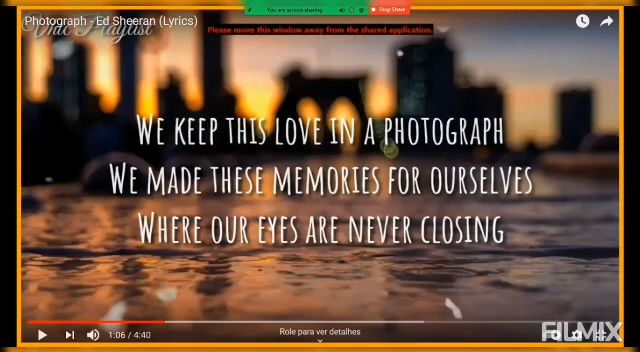 You are screen sharing
Stop Share
Photograph - Ed Sheeran (Lyrics)
Please move this window away from the shared application.
WE KEEP THIS LOVE IN A PHOTOGRAPH
WE MADE THESE MEMORIES FOR OURSELVES
WHERE OUR EYES ARE NEVER CLOSING
1:06 / 4:40
Role para ver detalhes
FILMIX